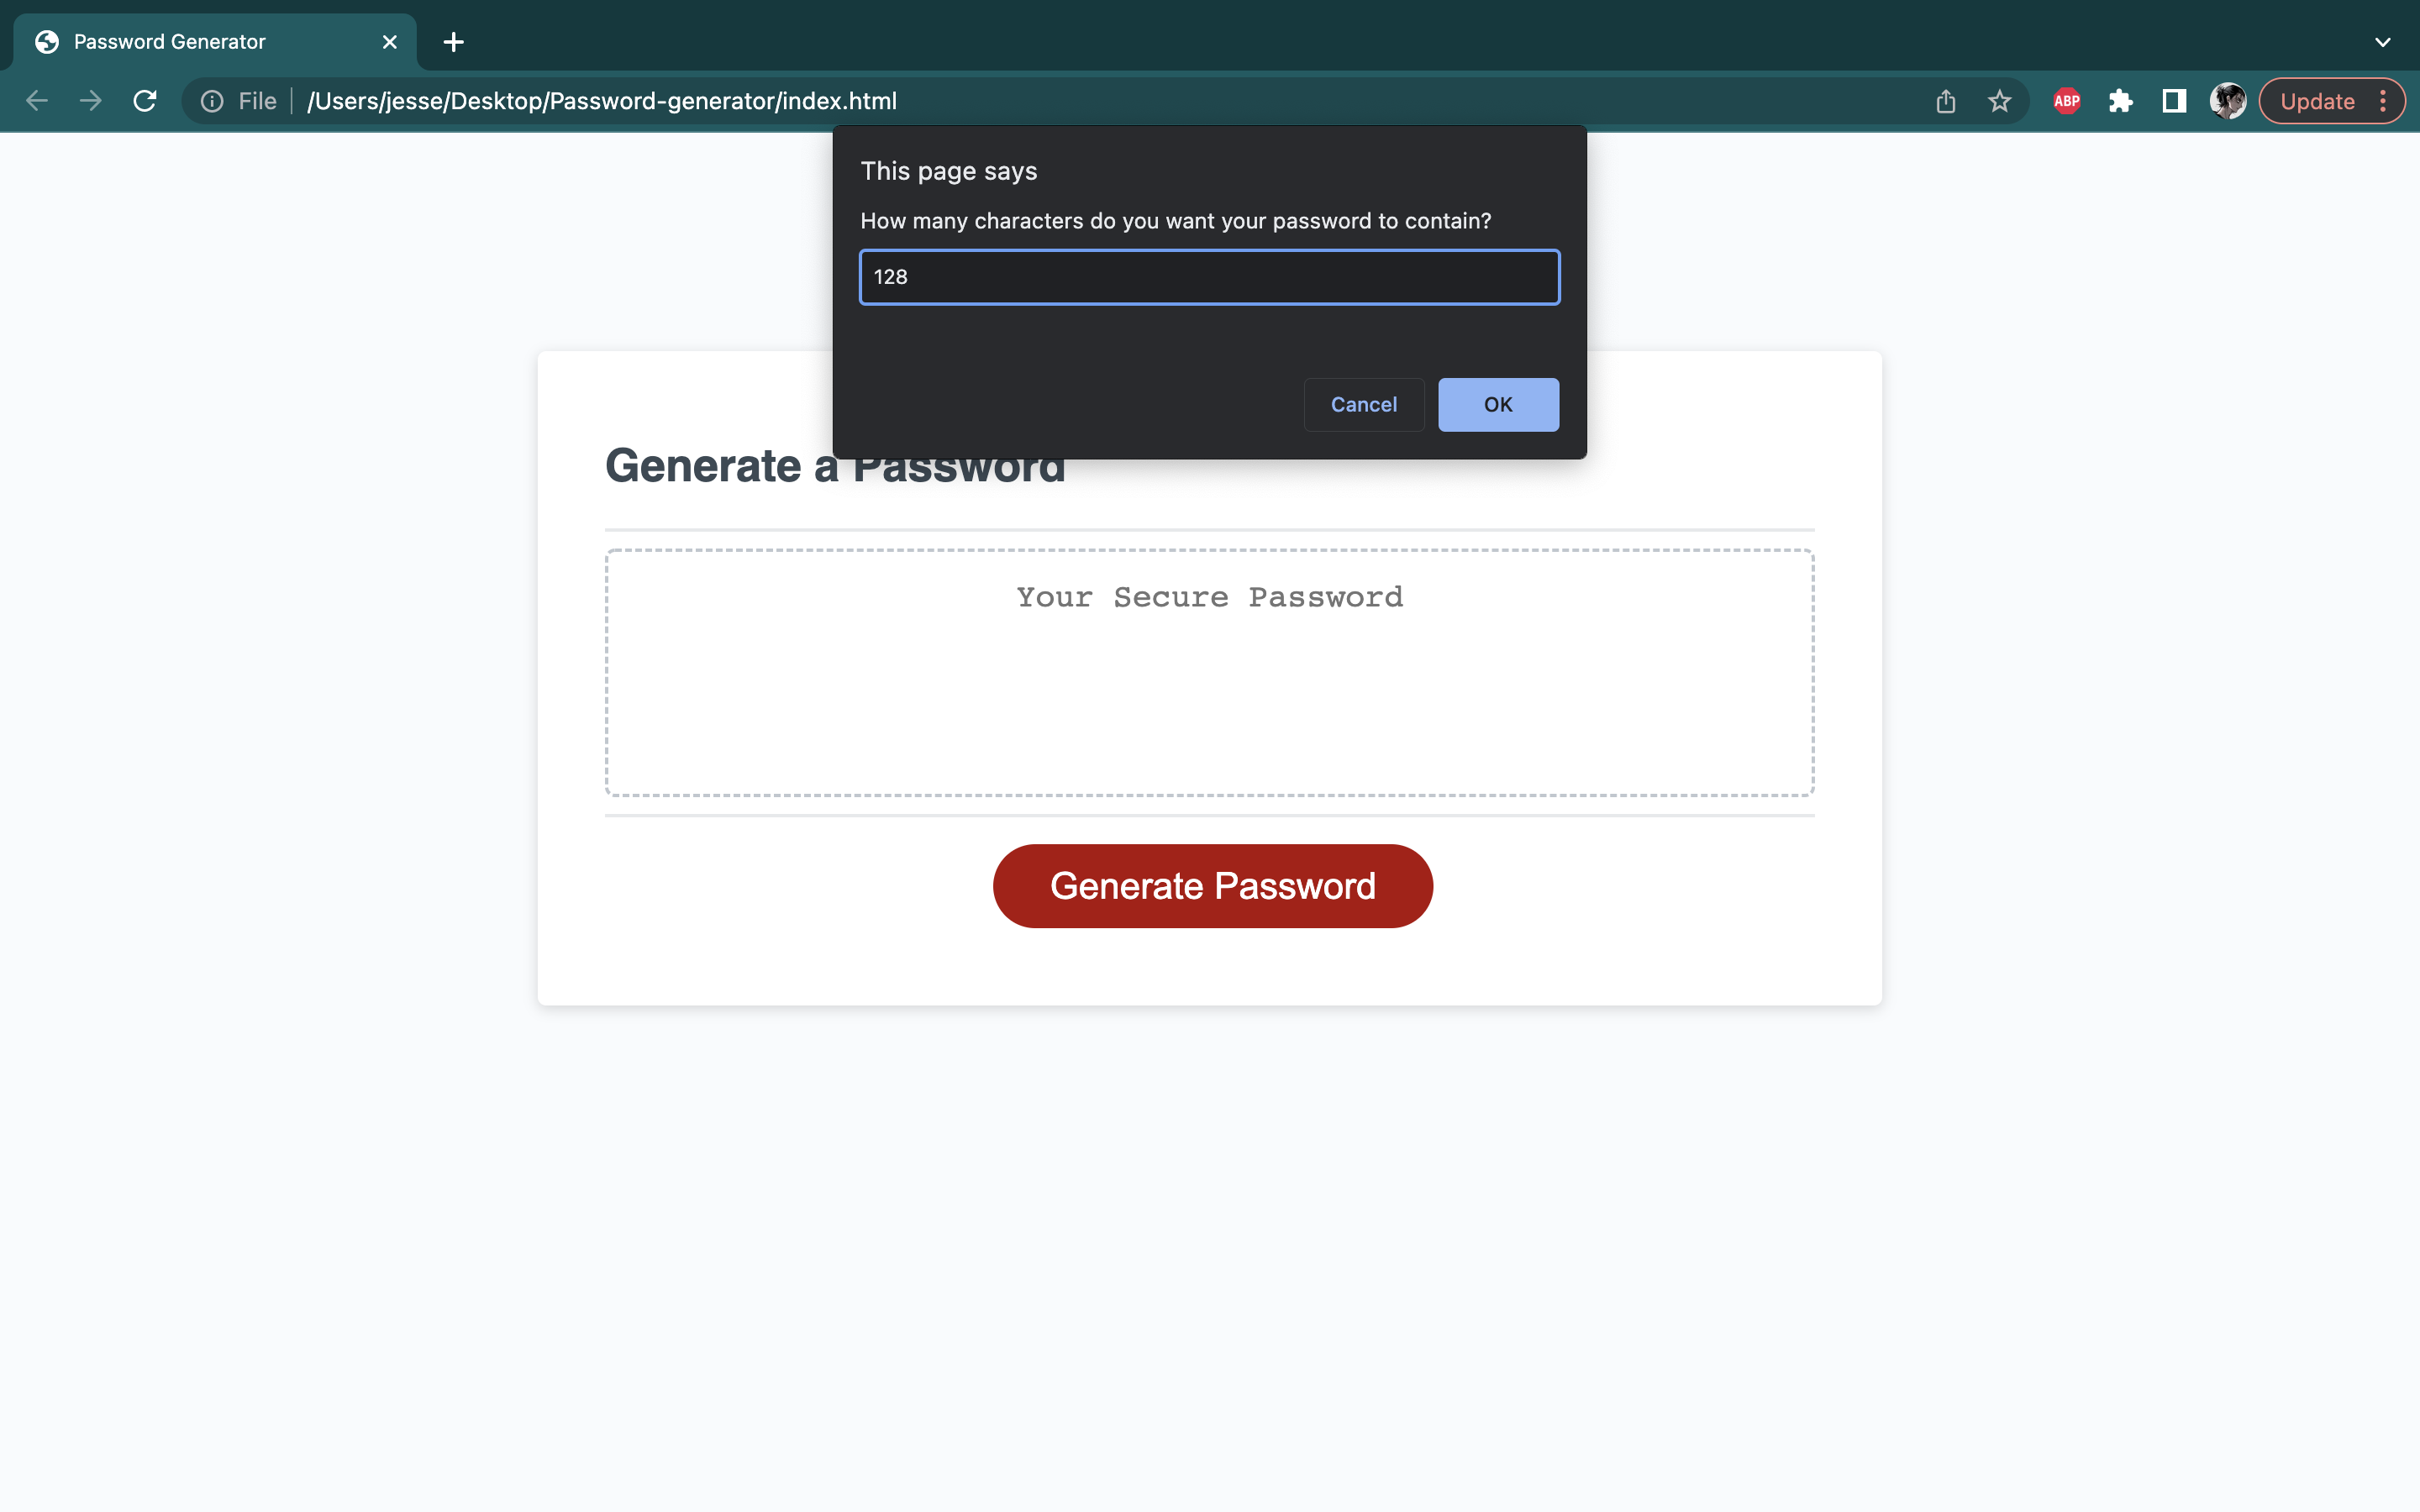 Password Generator
File
/Users/jesse/Desktop/Password-generator/index.html
ABP
Update
This page says
How many characters do you want your password to contain?
128
Cancel
OK
Generate a Password
Your Secure Password
Generate Password